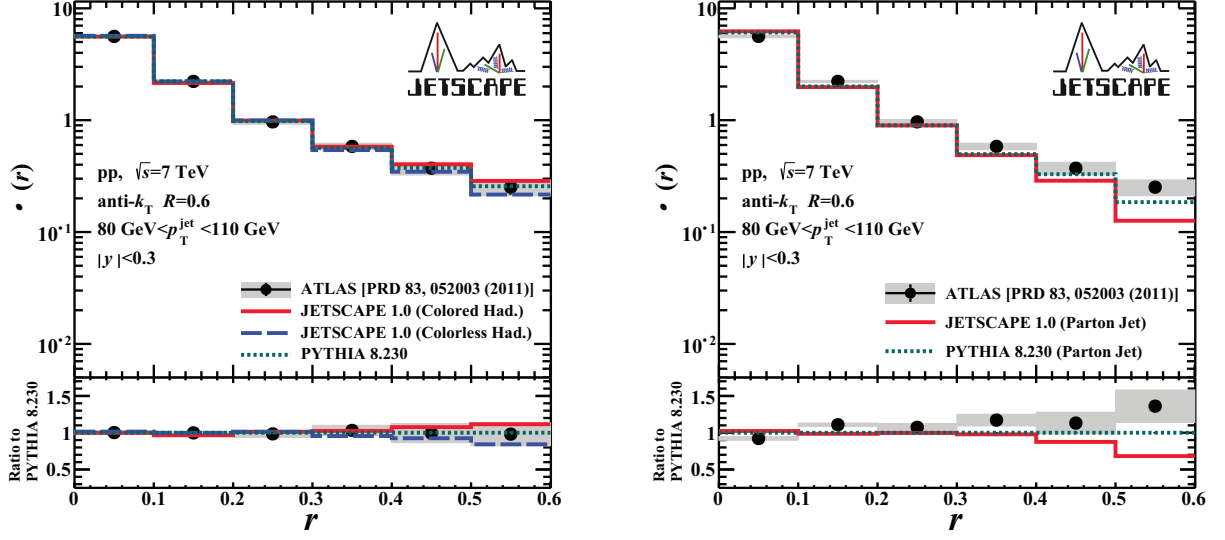 10
1
10⁻¹
10⁻²
• (r)
JETSCAPE
pp, √s=7 TeV
anti-k_T R=0.6
80 GeV<p_T^jet <110 GeV
|y|<0.3
ATLAS [PRD 83, 052003 (2011)]
JETSCAPE 1.0 (Colored Had.)
JETSCAPE 1.0 (Colorless Had.)
PYTHIA 8.230
Ratio to
PYTHIA 8.230
1.5
1
0.5
0 0.1 0.2 0.3 0.4 0.5 0.6
r
10
1
10⁻¹
10⁻²
• (r)
JETSCAPE
pp, √s=7 TeV
anti-k_T R=0.6
80 GeV<p_T^jet <110 GeV
|y|<0.3
ATLAS [PRD 83, 052003 (2011)]
JETSCAPE 1.0 (Parton Jet)
PYTHIA 8.230 (Parton Jet)
Ratio to
PYTHIA 8.230
1.5
1
0.5
0 0.1 0.2 0.3 0.4 0.5 0.6
r